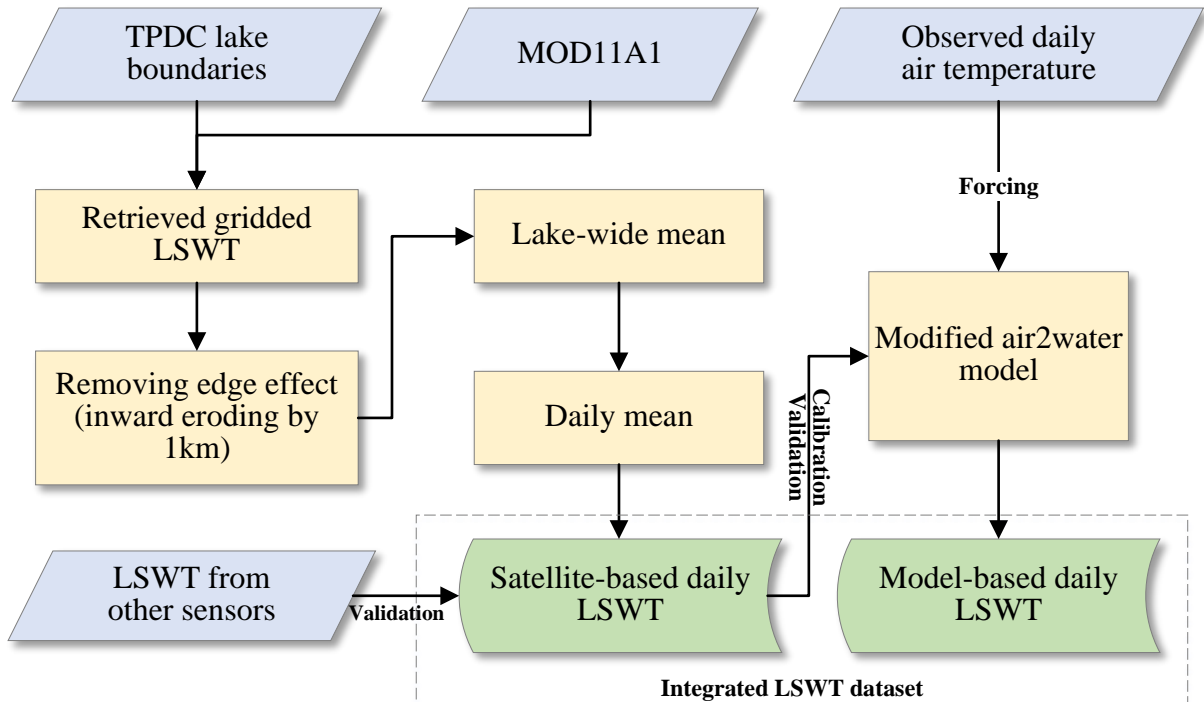 TPDC lake
boundaries
MOD11A1
Observed daily
air temperature
Forcing
Retrieved gridded
LSWT
Lake-wide mean
Modified air2water
model
Removing edge effect
(inward eroding by
1km)
Daily mean
Calibration
Validation
LSWT from
other sensors
Validation
Satellite-based daily
LSWT
Model-based daily
LSWT
Integrated LSWT dataset